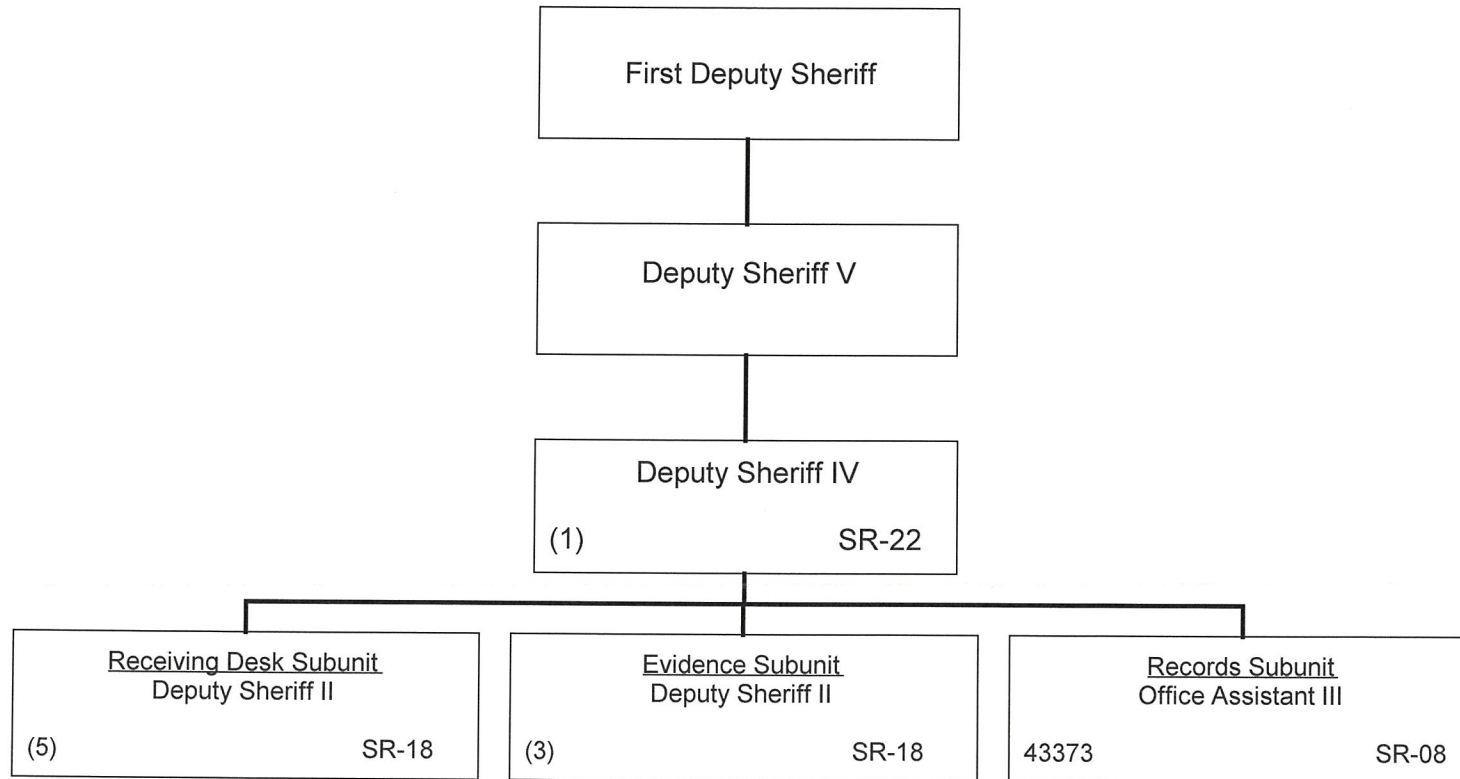 First Deputy Sheriff
Deputy Sheriff V
Deputy Sheriff IV
(1) SR-22
Receiving Desk Subunit
Deputy Sheriff II
(5) SR-18
Evidence Subunit
Deputy Sheriff II
(3) SR-18
Records Subunit
Office Assistant III
43373 SR-08